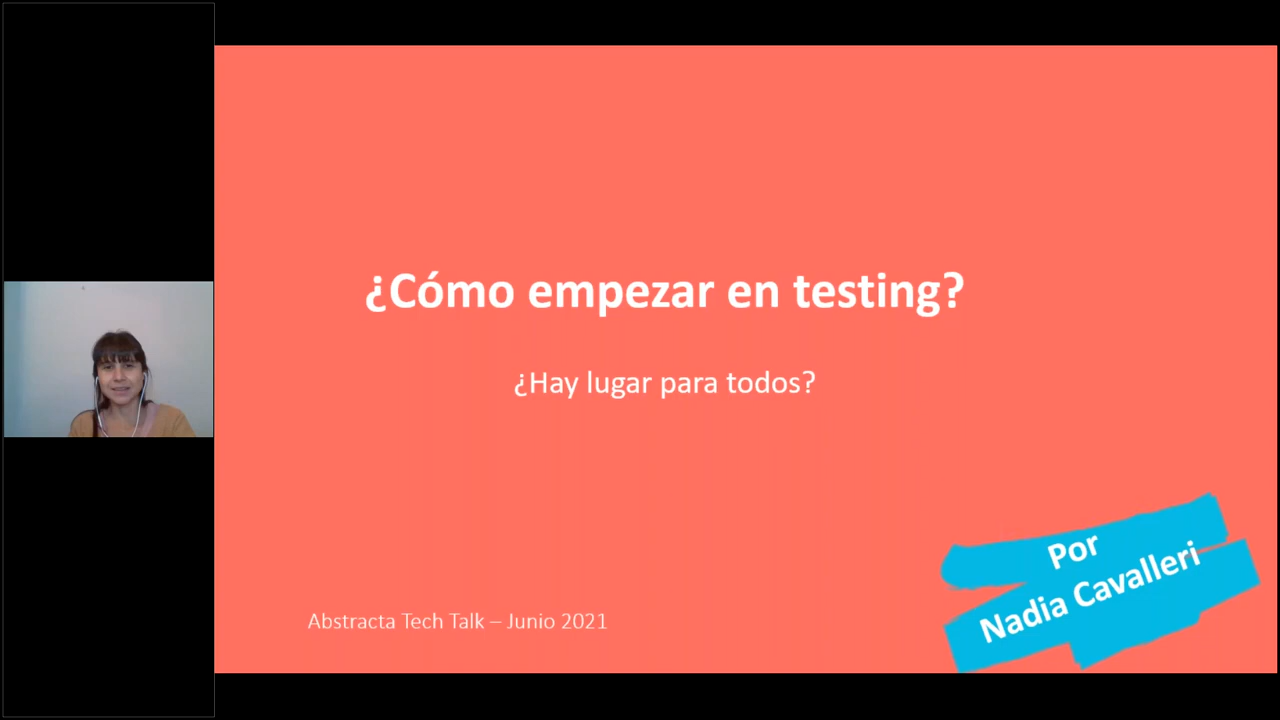 ¿Cómo empezar en testing?
¿Hay lugar para todos?
Abstracta Tech Talk – Junio 2021
Por
Nadia Cavalleri